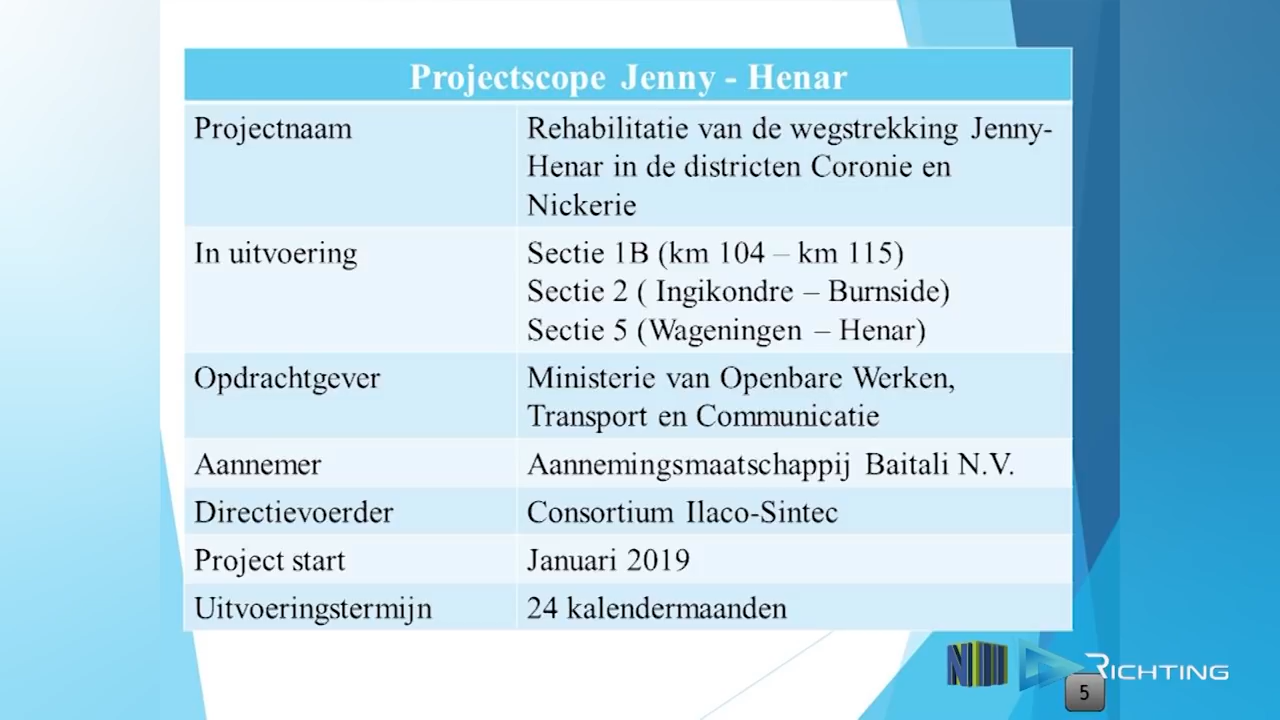 Projectscope Jenny - Henar
Projectnaam
Rehabilitatie van de wegstrekking Jenny-
Henar in de districten Coronie en
Nickerie
In uitvoering
Sectie 1B (km 104 – km 115)
Sectie 2 ( Ingikondre – Burnside)
Sectie 5 (Wageningen – Henar)
Opdrachtgever
Ministerie van Openbare Werken,
Transport en Communicatie
Aannemer
Aannemingsmaatschappij Baitali N.V.
Directievoerder
Consortium Ilaco-Sintec
Project start
Januari 2019
Uitvoeringstermijn
24 kalendermaanden
RICHTING
5